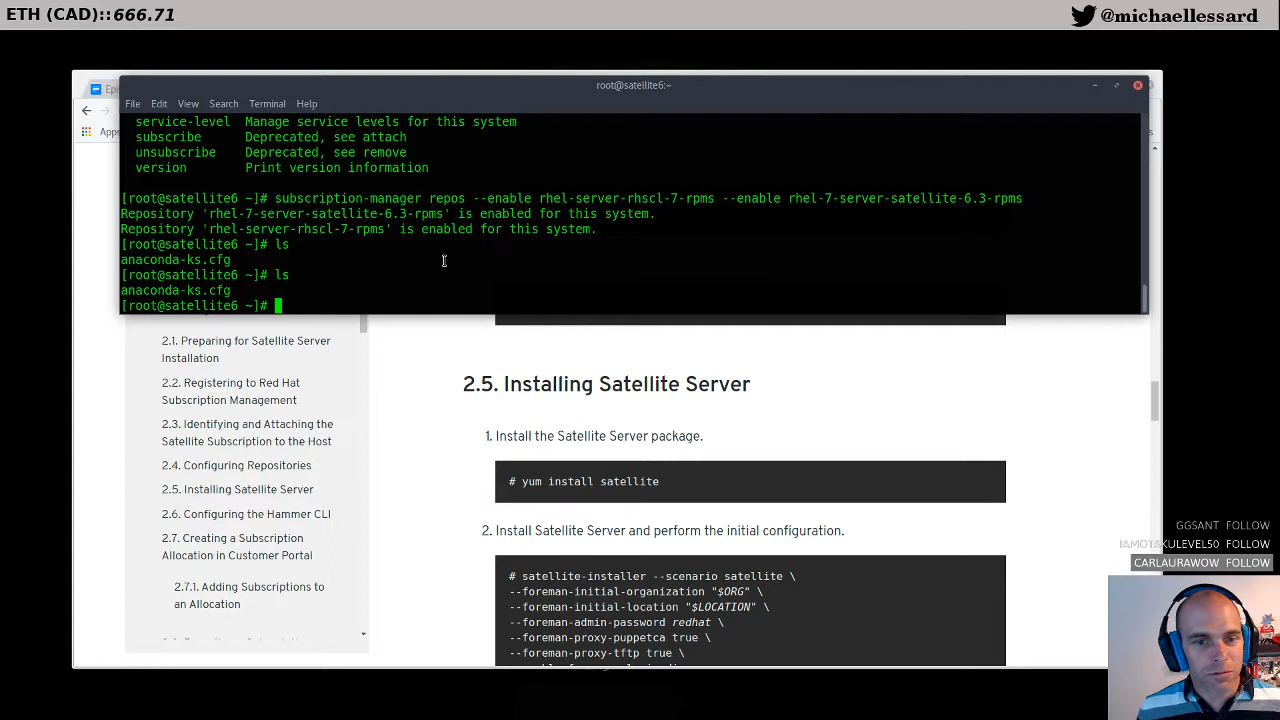 ETH (CAD)::666.71
@michaellessard
root@satellite6:~
File Edit View Search Terminal Help
service-level Manage service levels for this system
subscribe Deprecated, see attach
unsubscribe Deprecated, see remove
version Print version information
[root@satellite6 ~]# subscription-manager repos --enable rhel-server-rhscl-7-rpms --enable rhel-7-server-satellite-6.3-rpms
Repository 'rhel-7-server-satellite-6.3-rpms' is enabled for this system.
Repository 'rhel-server-rhscl-7-rpms' is enabled for this system.
[root@satellite6 ~]# ls
anaconda-ks.cfg
[root@satellite6 ~]# ls
anaconda-ks.cfg
[root@satellite6 ~]#
2.1. Preparing for Satellite Server
Installation
2.2. Registering to Red Hat
Subscription Management
2.3. Identifying and Attaching the
Satellite Subscription to the Host
2.4. Configuring Repositories
2.5. Installing Satellite Server
2.6. Configuring the Hammer CLI
2.7. Creating a Subscription
Allocation in Customer Portal
2.7.1. Adding Subscriptions to
an Allocation
2.5. Installing Satellite Server
1. Install the Satellite Server package.
# yum install satellite
2. Install Satellite Server and perform the initial configuration.
# satellite-installer --scenario satellite \
--foreman-initial-organization "$ORG" \
--foreman-initial-location "$LOCATION" \
--foreman-admin-password redhat \
--foreman-proxy-puppetca true \
--foreman-proxy-tftp true \
GGSANT FOLLOW
IAMOTAKULEVEL50 FOLLOW
CARLAURAWOW FOLLOW